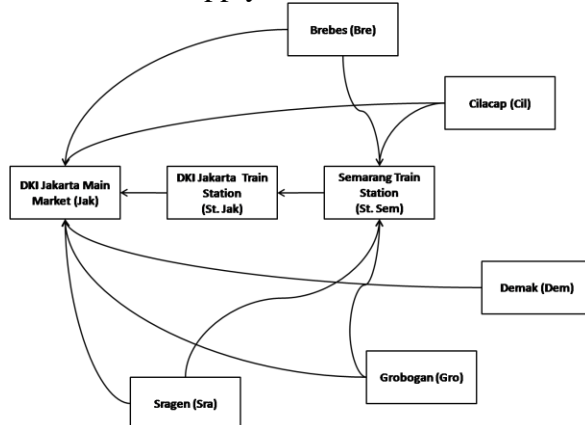 Brebes (Bre)
Cilacap (Cil)
DKI Jakarta Main
Market (Jak)
DKI Jakarta Train
Station
(St. Jak)
Semarang Train
Station
(St. Sem)
Demak (Dem)
Grobogan (Gro)
Sragen (Sra)